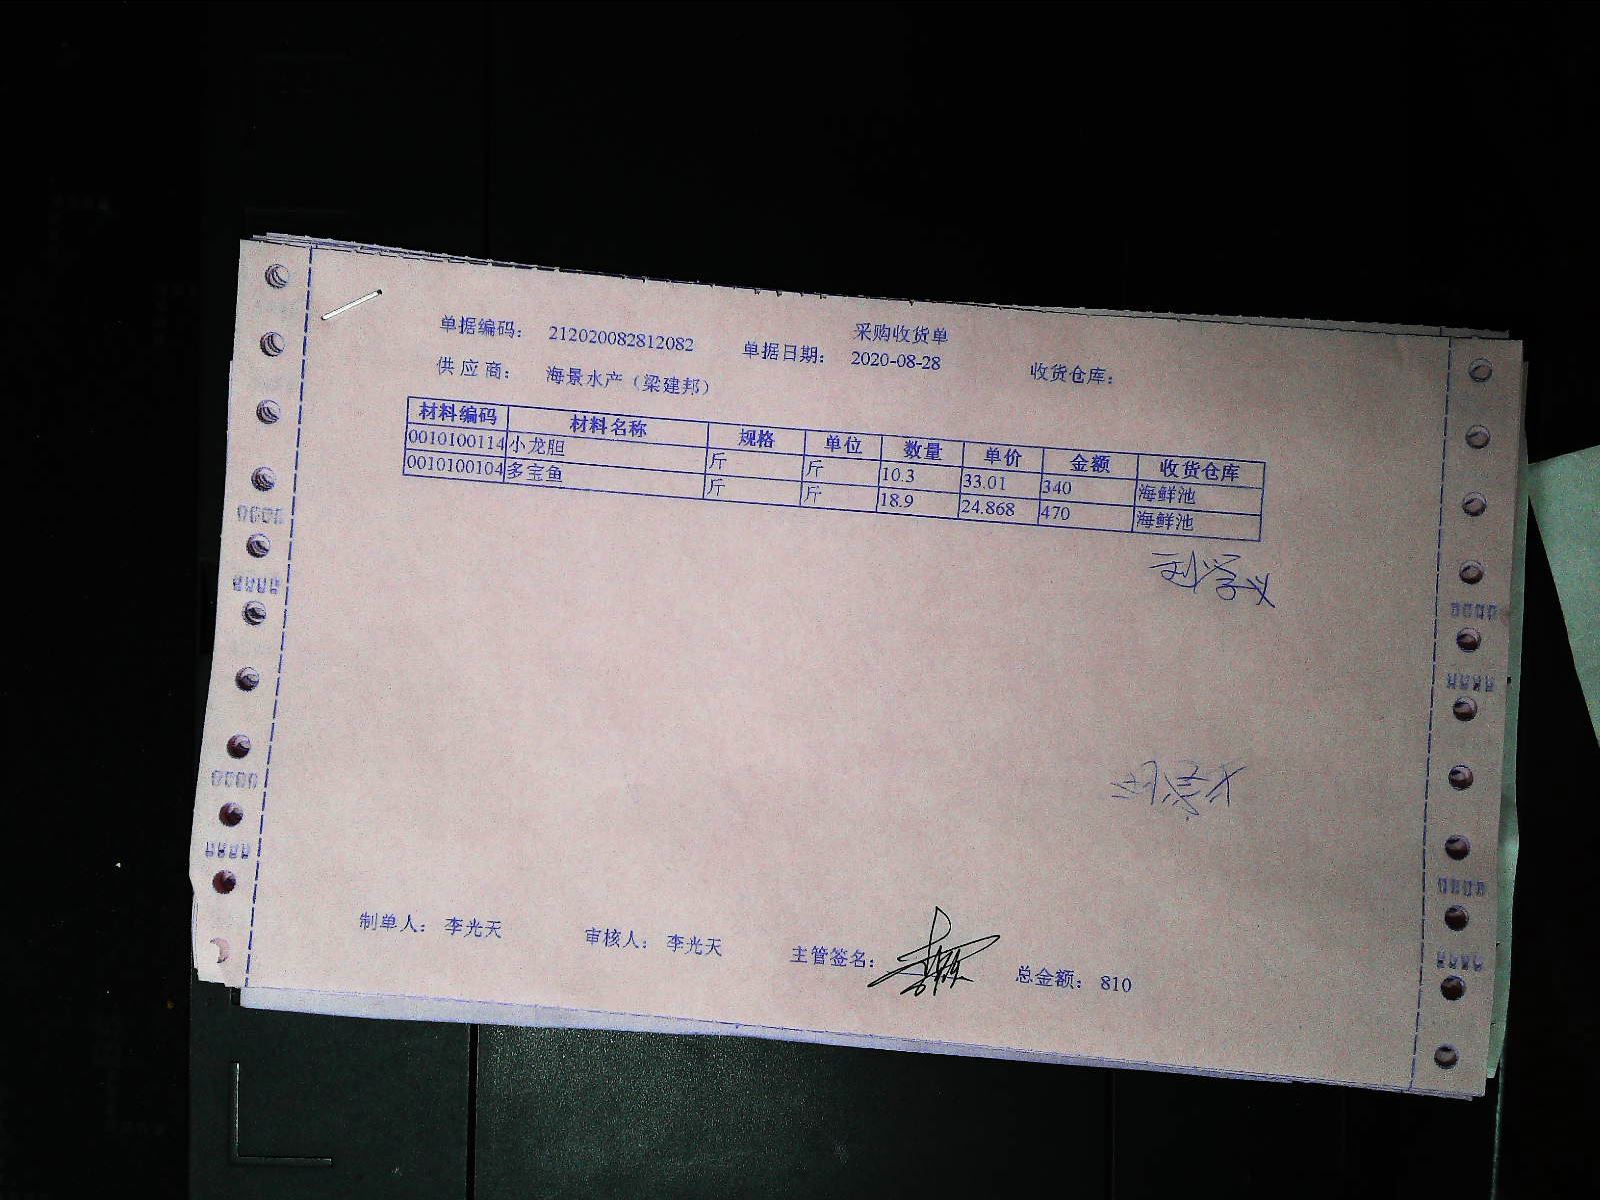 采购收货单
单据编码： 212020082812082 单据日期： 2020-08-28 收货仓库：
供应商： 海景水产（梁建邦）
材料编码 材料名称 规格 单位 数量 单价 金额 收货仓库
0010100114 小龙胆 斤 斤 10.3 33.01 340 海鲜池
0010100104 多宝鱼 斤 斤 18.9 24.868 470 海鲜池
制单人： 李光天 审核人： 李光天 主管签名： 总金额： 810